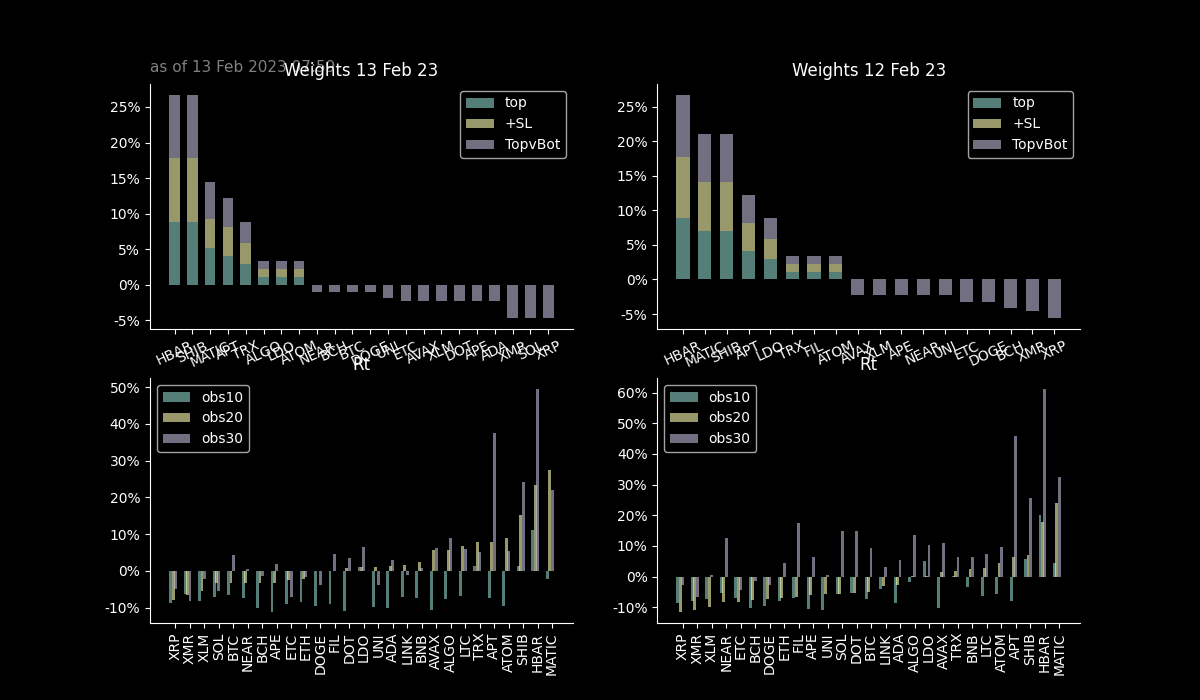 as of 13 Feb 2023 07:59
Weights 13 Feb 23
25%
20%
15%
10%
5%
0%
-5%
top
+SL
TopvBot
HBAR SHIB MATIC APT TRX ALGO LDO ATOM NEAR BCH BTC DOGE UNI ETC AVAX XLM DOT APE ADA XMR SOL XRP
Weights 12 Feb 23
25%
20%
15%
10%
5%
0%
-5%
top
+SL
TopvBot
HBAR MATIC SHIB APT LDO TRX FIL ATOM AVAX XLM APE NEAR UNI ETC DOGE BCH XMR XRP
Rt
50%
40%
30%
20%
10%
0%
-10%
obs10
obs20
obs30
XRP XMR XLM SOL BTC NEAR BCH APE ETC ETH DOGE FIL DOT LDO UNI ADA LINK BNB AVAX ALGO LTC TRX APT ATOM SHIB HBAR MATIC
Rt
60%
50%
40%
30%
20%
10%
0%
-10%
obs10
obs20
obs30
XRP XMR XLM NEAR ETC BCH DOGE ETH FIL APE UNI SOL DOT BTC LINK ADA ALGO LDO AVAX TRX BNB LTC ATOM APT SHIB HBAR MATIC